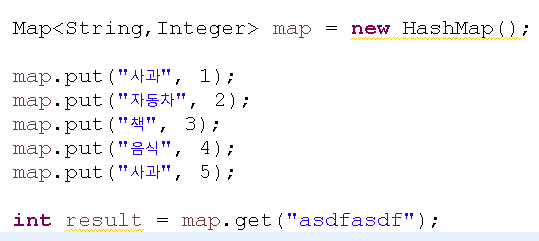 Map<String,Integer> map = new HashMap();
map.put("사과", 1);
map.put("자동차", 2);
map.put("책", 3);
map.put("음식", 4);
map.put("사과", 5);
int result = map.get("asdfasdf");